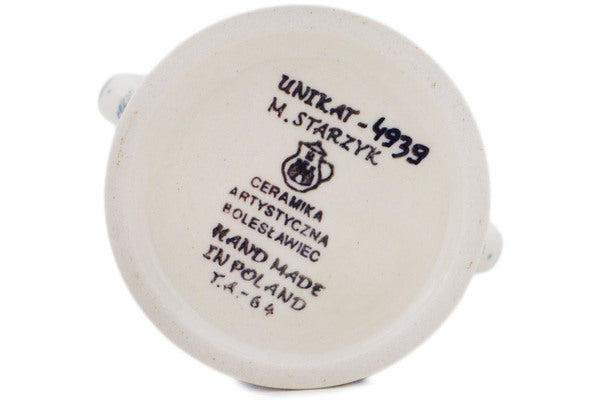 UNIKAT-4939
M. STARZYK
CERAMIKA
ARTYSTYCZNA
BOLESŁAWIEC
HAND MADE
IN POLAND
T.A.-64